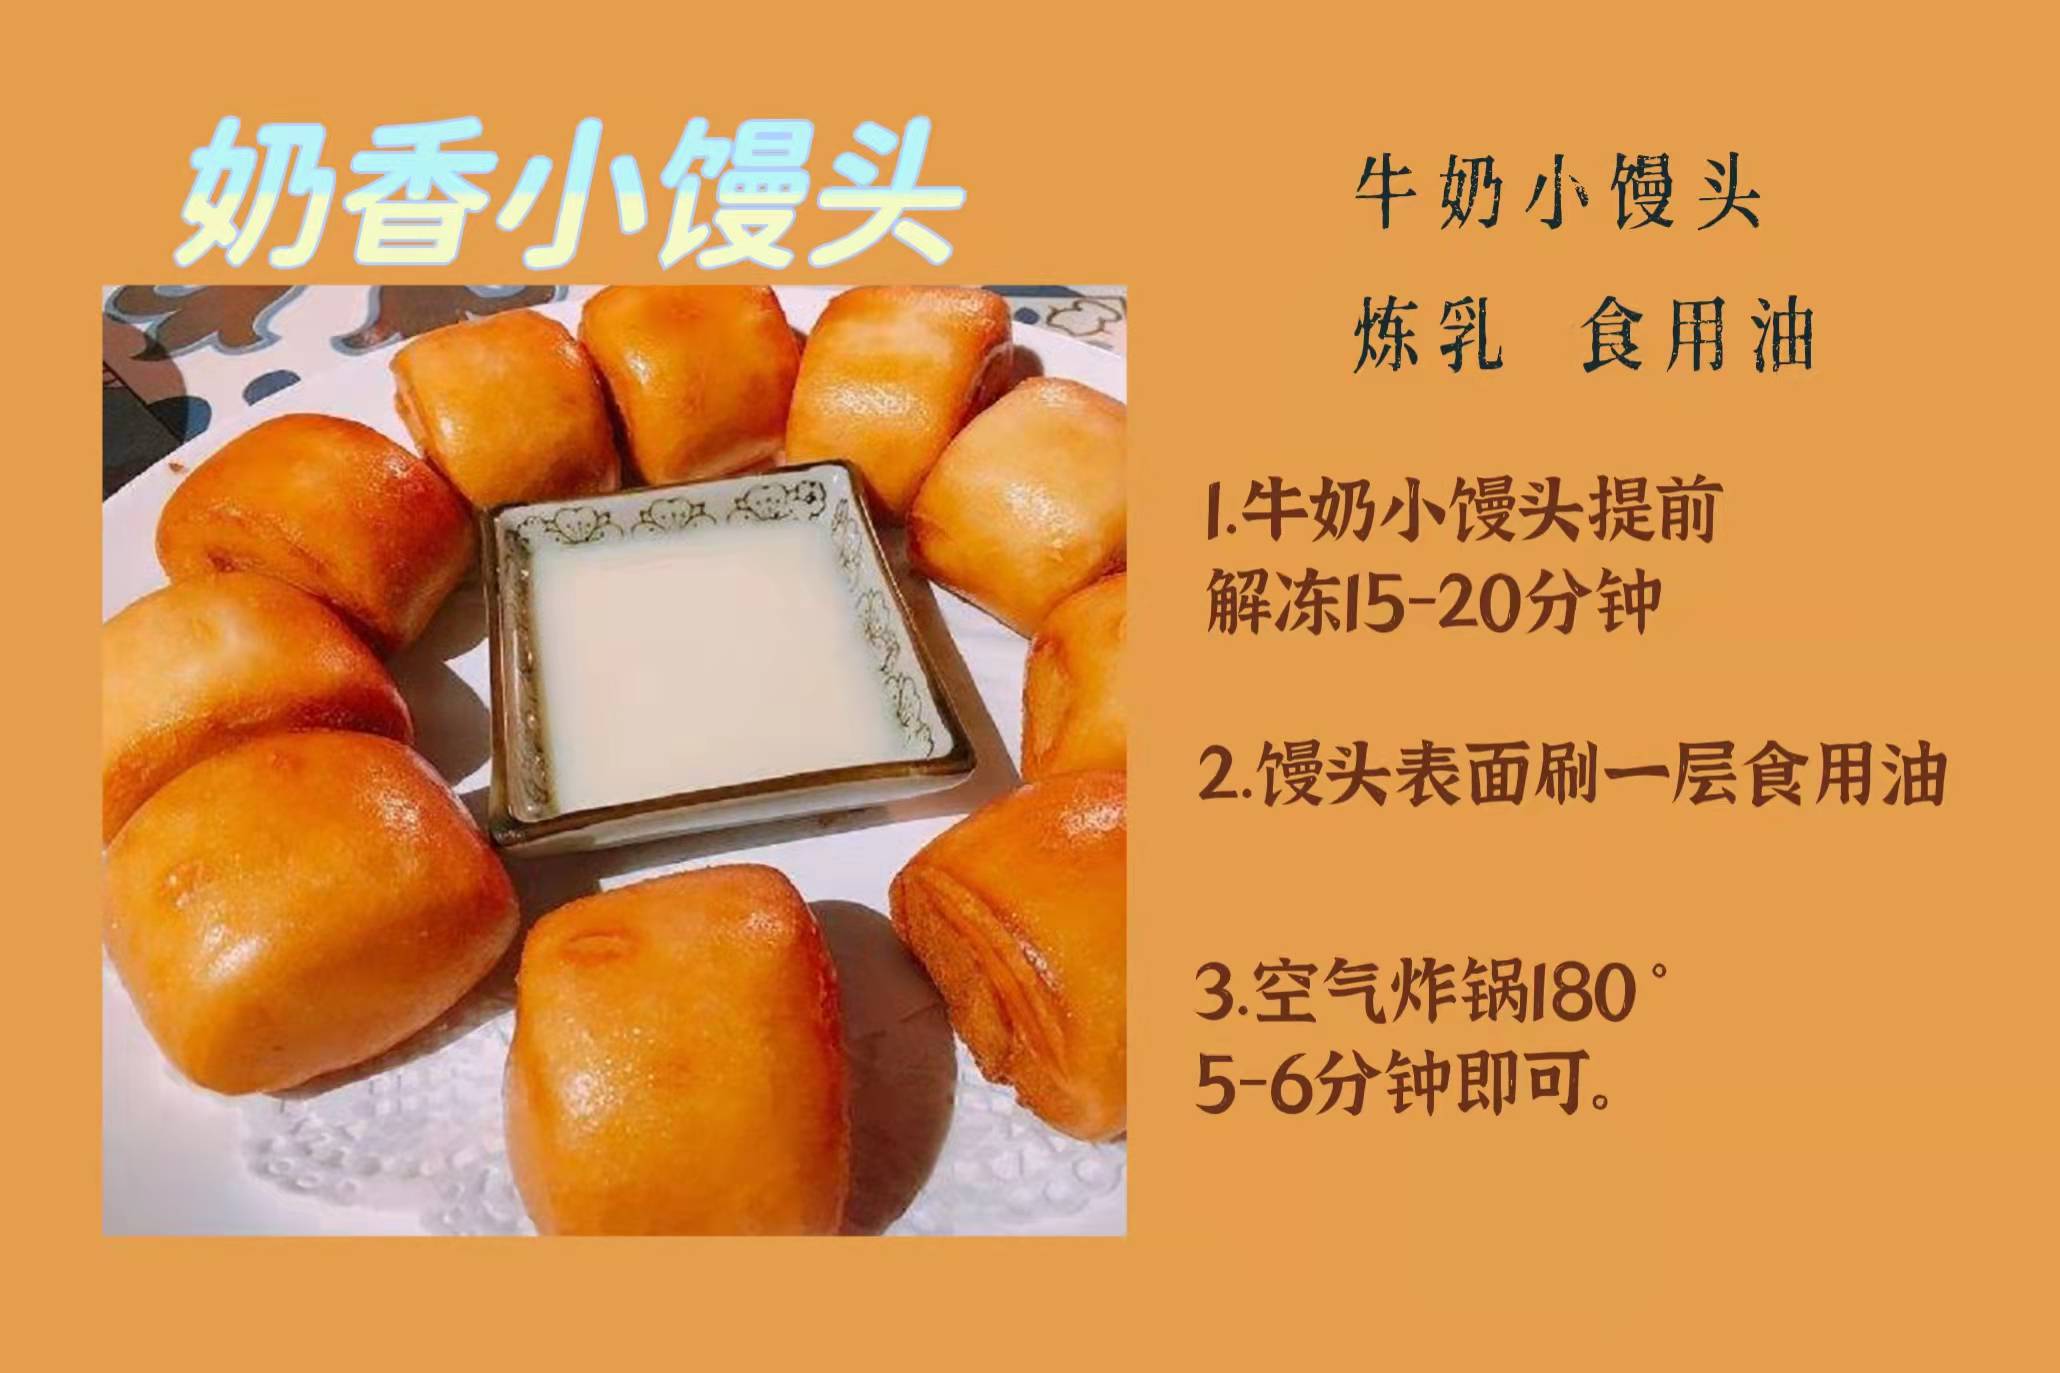 奶香小馒头
牛奶小馒头
炼乳 食用油
1.牛奶小馒头提前
解冻15-20分钟
2.馒头表面刷一层食用油
3.空气炸锅180°
5-6分钟即可。